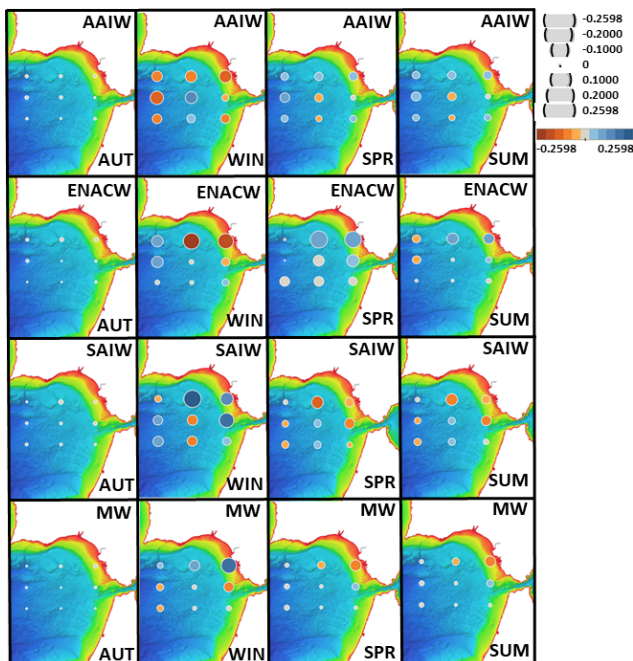 AAIW AAIW AAIW AAIW
AUT WIN SPR SUM
ENACW ENACW ENACW ENACW
AUT WIN SPR SUM
SAIW SAIW SAIW SAIW
AUT WIN SPR SUM
MW MW MW MW
AUT WIN SPR SUM
-0.2598
-0.2000
-0.1000
0
0.1000
0.2000
0.2598
-0.2598 0.2598